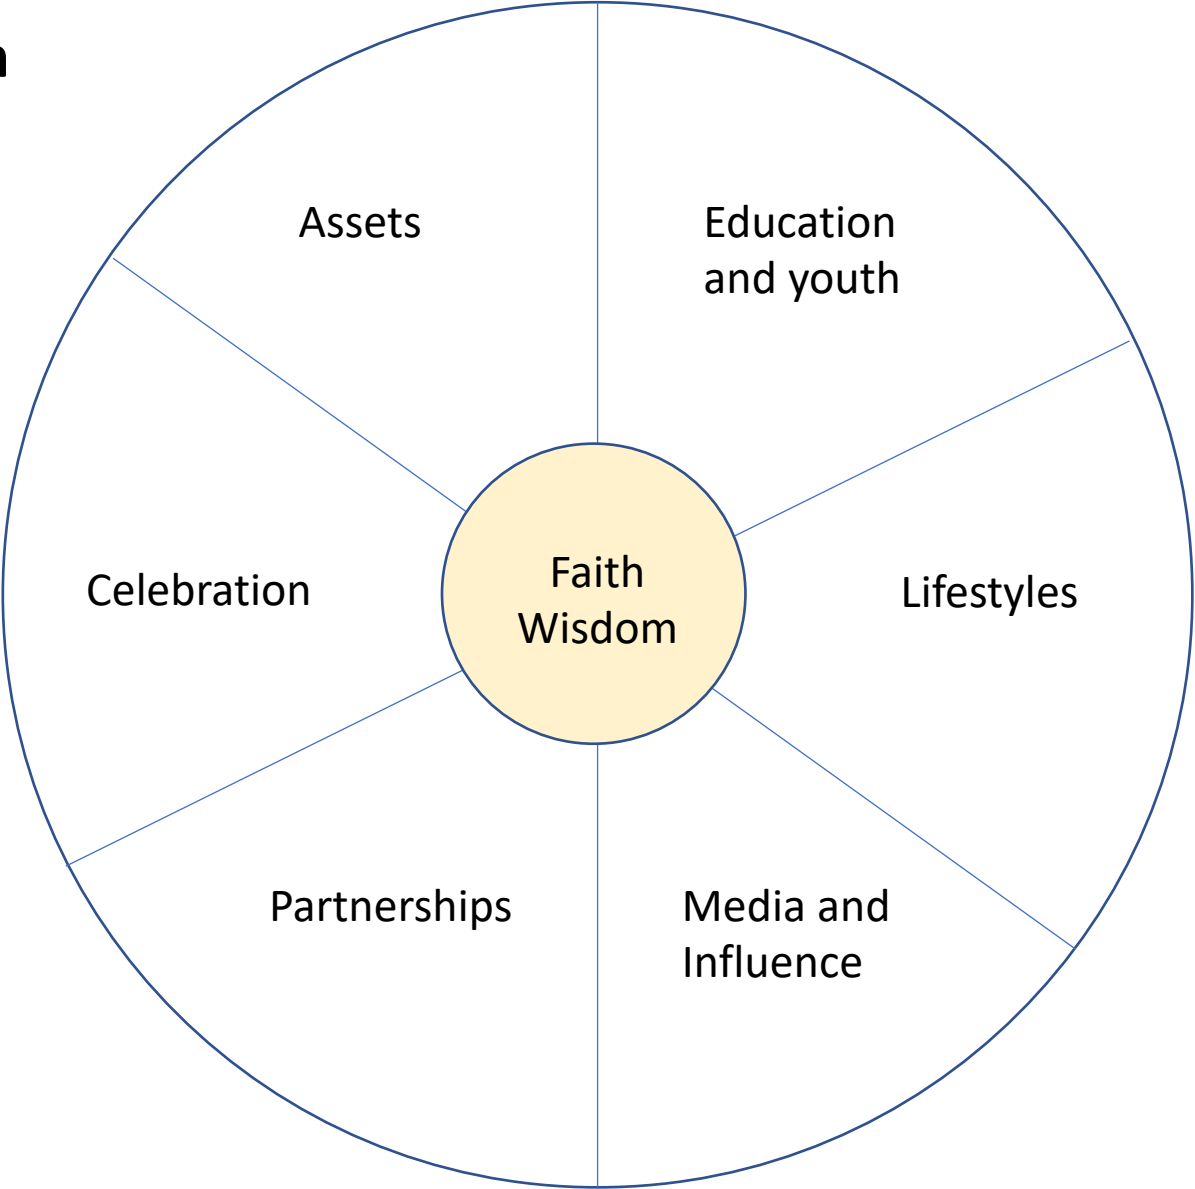 Assets
Education
and youth
Celebration
Faith
Wisdom
Lifestyles
Partnerships
Media and
Influence